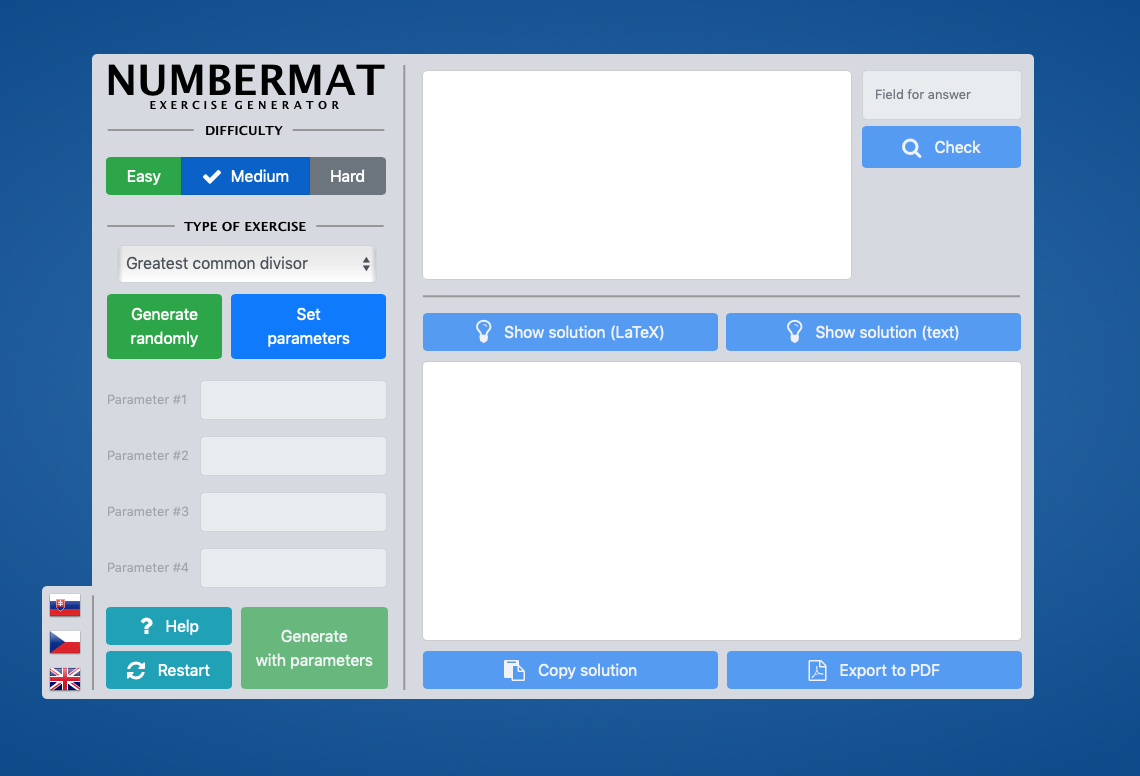 NUMBERMAT
EXERCISE GENERATOR
DIFFICULTY
Easy
Medium
Hard
TYPE OF EXERCISE
Greatest common divisor
Generate
randomly
Set
parameters
Parameter #1
Parameter #2
Parameter #3
Parameter #4
Help
Restart
Generate
with parameters
Field for answer
Check
Show solution (LaTeX)
Show solution (text)
Copy solution
Export to PDF